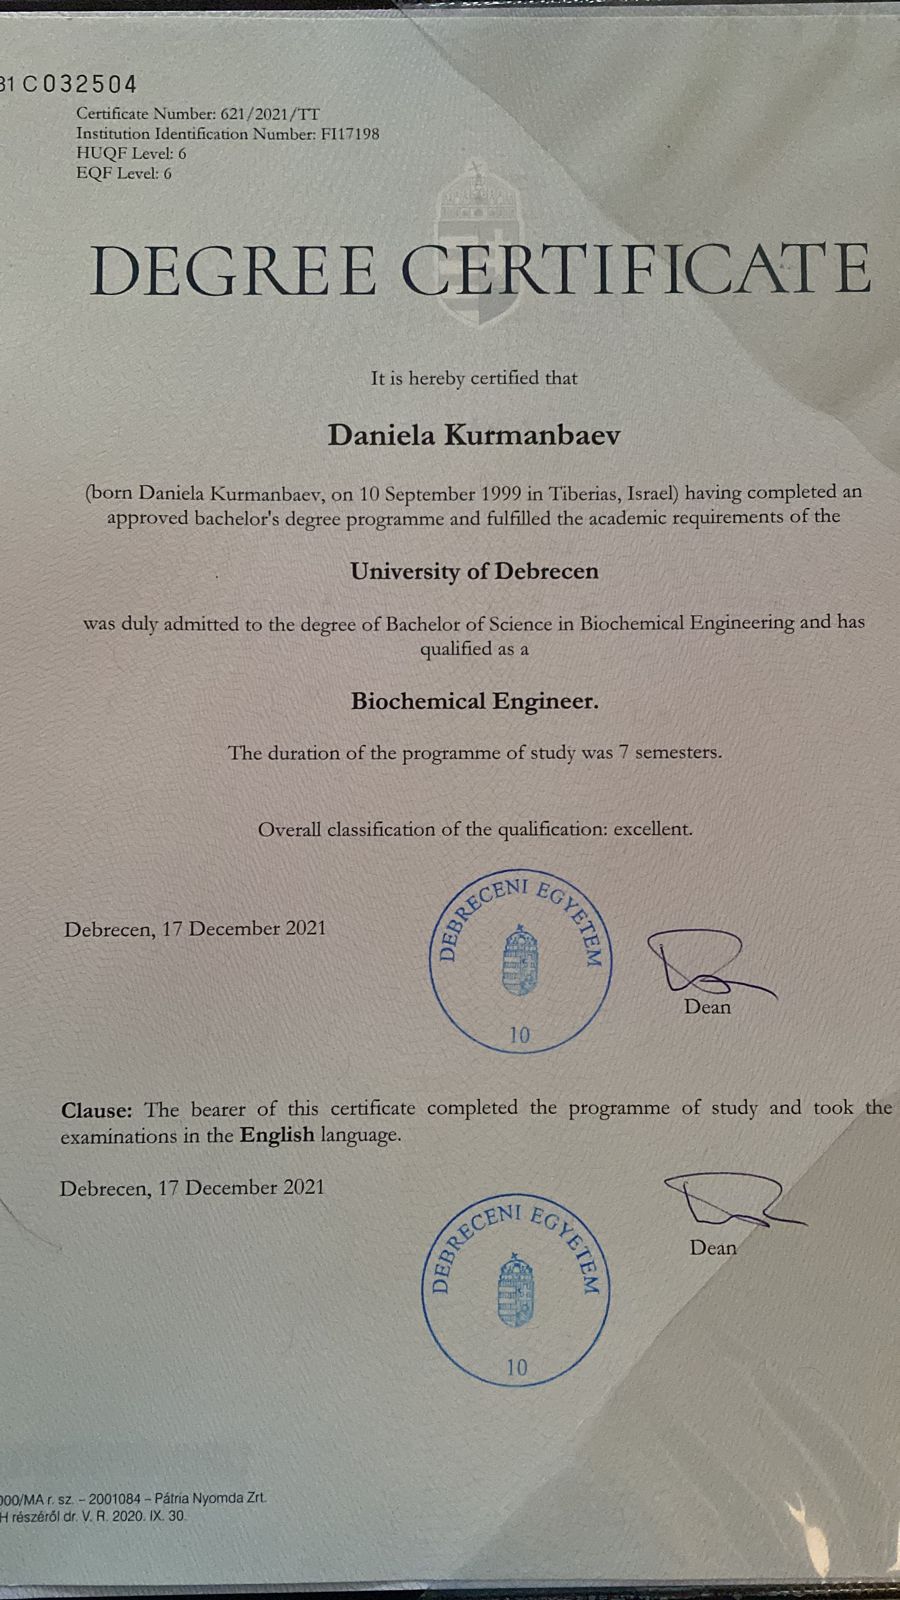 31 C032504
Certificate Number: 621/2021/TT
Institution Identification Number: FI17198
HUQF Level: 6
EQF Level: 6
DEGREE CERTIFICATE
It is hereby certified that
Daniela Kurmanbaev
(born Daniela Kurmanbaev, on 10 September 1999 in Tiberias, Israel) having completed an
approved bachelor's degree programme and fulfilled the academic requirements of the
University of Debrecen
was duly admitted to the degree of Bachelor of Science in Biochemical Engineering and has
qualified as a
Biochemical Engineer.
The duration of the programme of study was 7 semesters.
Overall classification of the qualification: excellent.
Debrecen, 17 December 2021
DEBRECENI EGYETEM
10
Dean
Clause: The bearer of this certificate completed the programme of study and took the
examinations in the English language.
Debrecen, 17 December 2021
DEBRECENI EGYETEM
10
Dean
000/MA r. sz. – 2001084 – Pátria Nyomda Zrt.
H részéről dr. V. R. 2020. IX. 30.